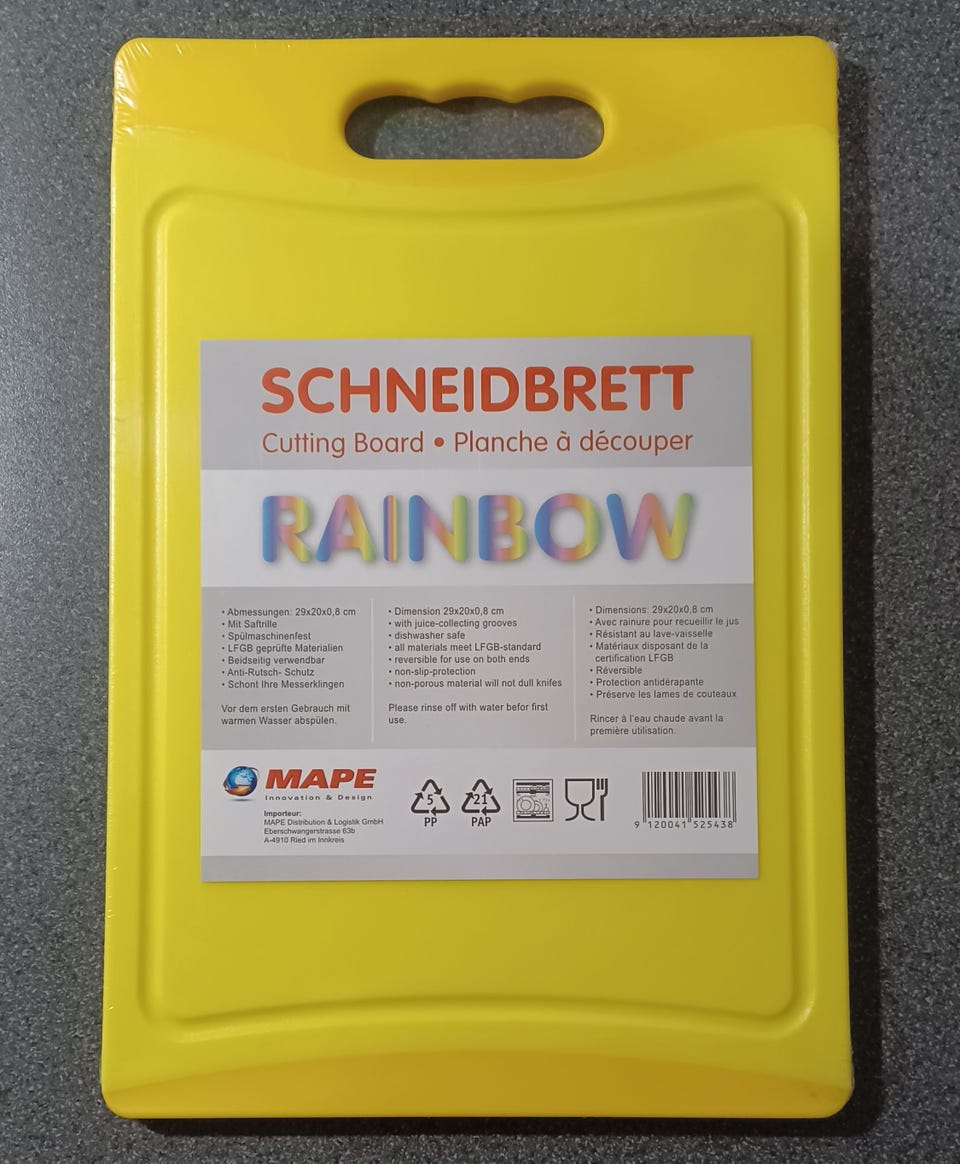 SCHNEIDBRETT
Cutting Board • Planche à découper
RAINBOW
• Abmessungen: 29x20x0,8 cm
• Mit Saftrille
• Spülmaschinenfest
• LFGB geprüfte Materialien
• Beidseitig verwendbar
• Anti-Rutsch- Schutz
• Schont Ihre Messerklingen
Vor dem ersten Gebrauch mit
warmen Wasser abspülen.
• Dimension 29x20x0,8 cm
• with juice-collecting grooves
• dishwasher safe
• all materials meet LFGB-standard
• reversible for use on both ends
• non-slip-protection
• non-porous material will not dull knifes
Please rinse off with water befor first
use.
• Dimensions: 29x20x0,8 cm
• Avec rainure pour recueillir le jus
• Résistant au lave-vaisselle
• Matériaux disposant de la
certification LFGB
• Réversible
• Protection antidérapante
• Préserve les lames de couteaux
Rincer à l'eau chaude avant la
première utilisation.
MAPE
Innovation & Design
Importeur:
MAPE Distribution & Logistik GmbH
Eberschwangerstrasse 63b
A-4910 Ried im Innkreis
5
PP
21
PAP
9 120041 525438